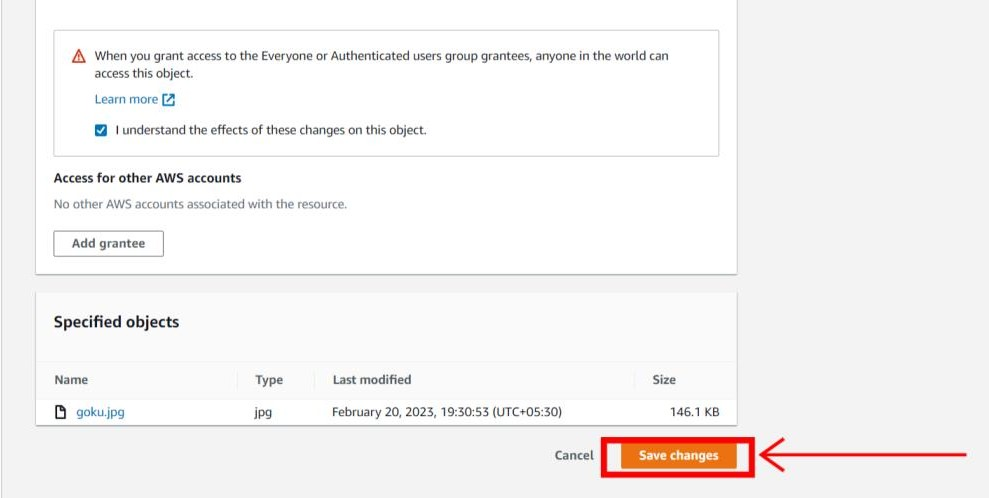 When you grant access to the Everyone or Authenticated users group grantees, anyone in the world can
access this object.
Learn more
I understand the effects of these changes on this object.
Access for other AWS accounts
No other AWS accounts associated with the resource.
Add grantee
Specified objects
Name Type Last modified Size
goku.jpg jpg February 20, 2023, 19:30:53 (UTC+05:30) 146.1 KB
Cancel Save changes